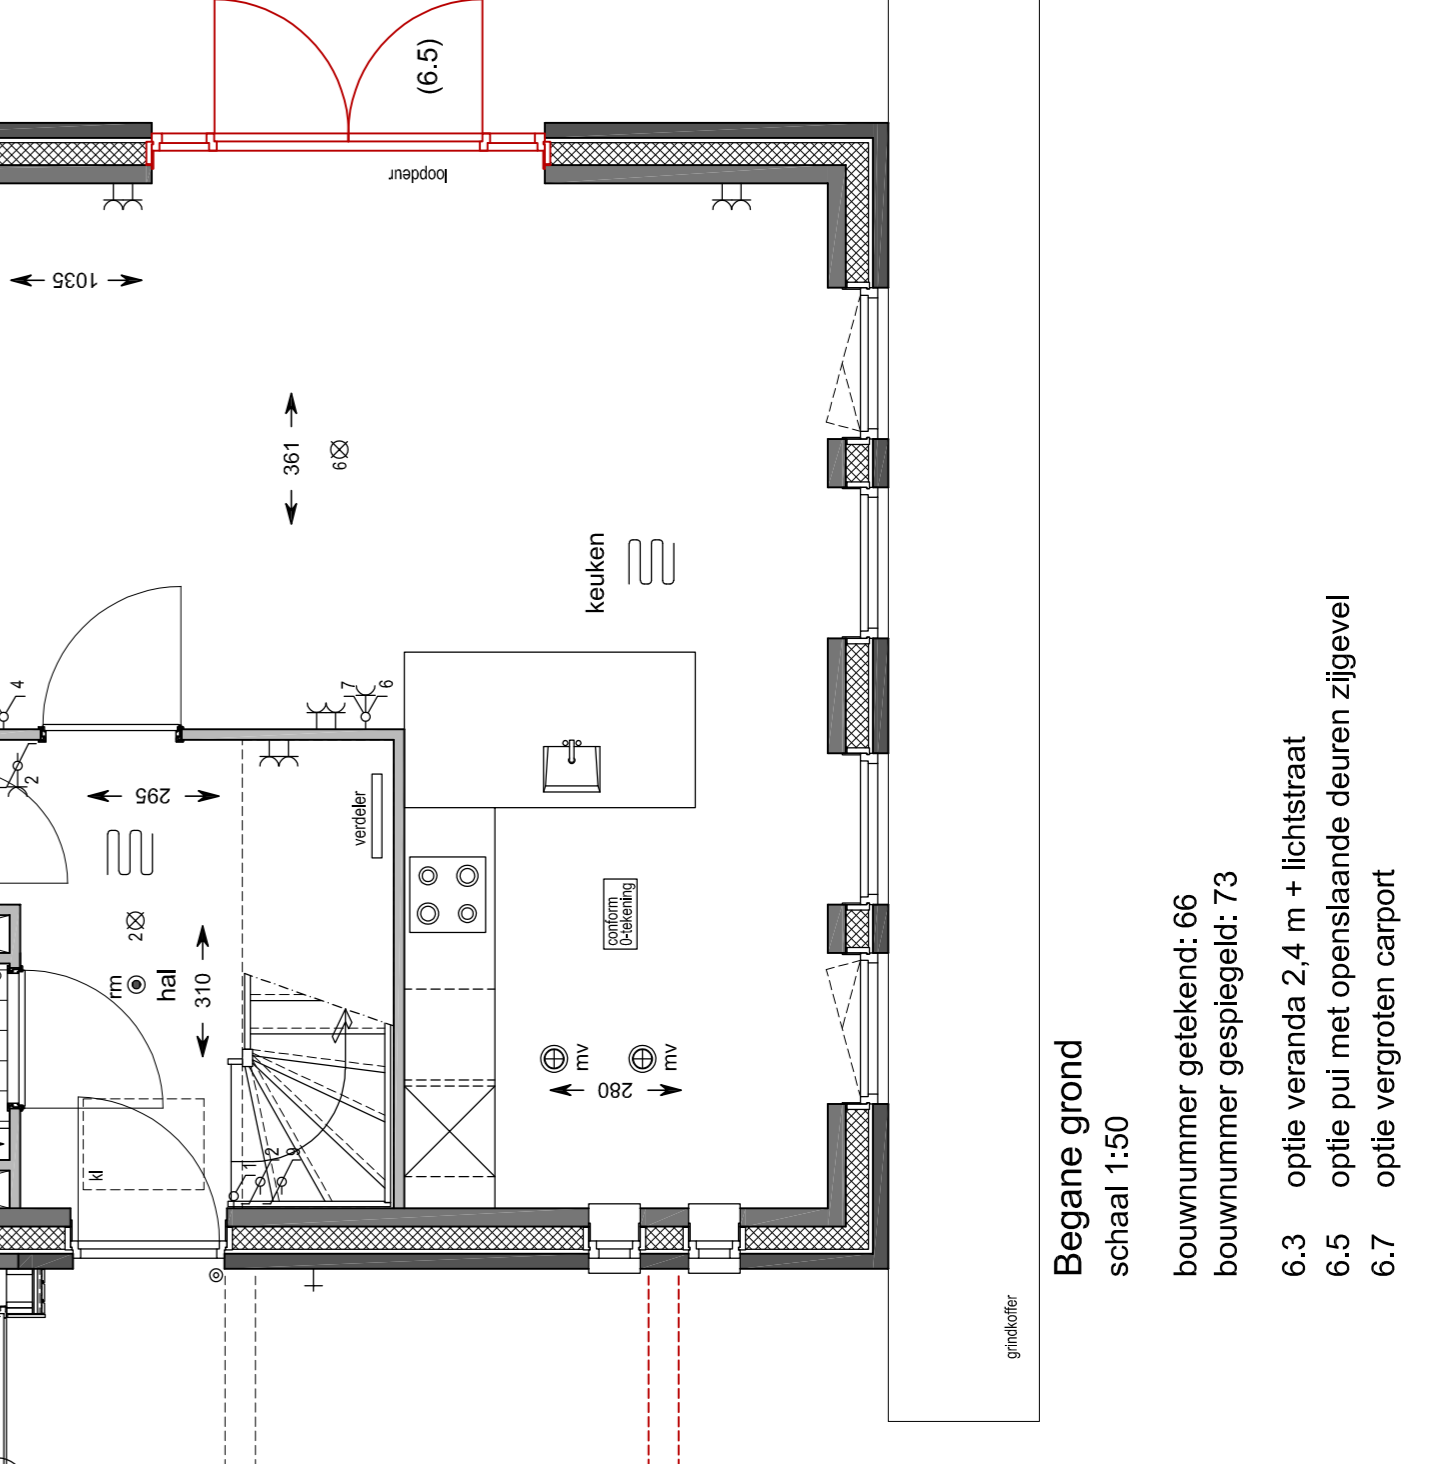 (6.5)
loopdeur
1035
361
6
keuken
4
7
6
2
295
verdeler
2
conform
0-tekening
rm
hal
310
mv
mv
280
kl
1
2
9
grindkoffer
Begane grond
schaal 1:50
bouwnummer getekend: 66
bouwnummer gespiegeld: 73
6.3 optie veranda 2,4 m + lichtstraat
6.5 optie pui met openslaande deuren zijgevel
6.7 optie vergroten carport